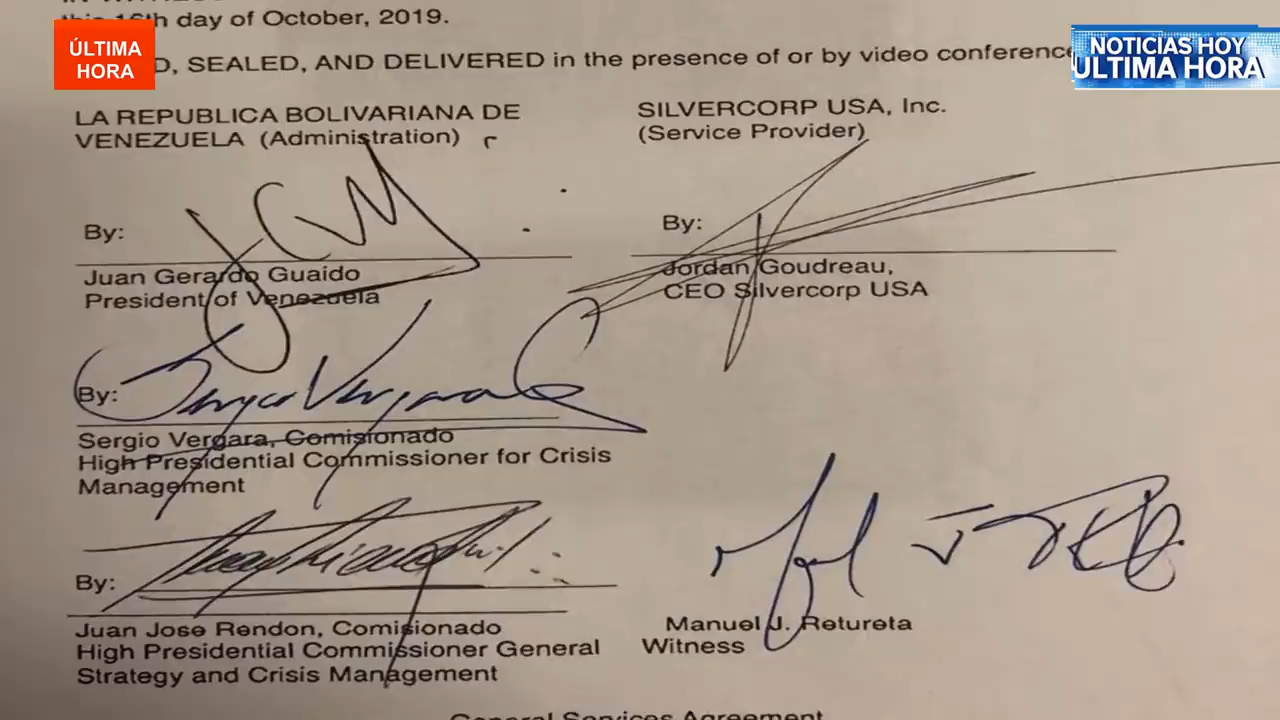 this 16th day of October, 2019.
ÚLTIMA
HORA
D, SEALED, AND DELIVERED in the presence of or by video conference
NOTICIAS HOY
ULTIMA HORA
LA REPUBLICA BOLIVARIANA DE
VENEZUELA (Administration)
SILVERCORP USA, Inc.
(Service Provider)
By:
Juan Gerardo Guaido
President of Venezuela
By:
Jordan Goudreau,
CEO Silvercorp USA
By:
Sergio Vergara, Comisionado
High Presidential Commissioner for Crisis
Management
By:
Juan Jose Rendon, Comisionado
High Presidential Commissioner General
Strategy and Crisis Management
Manuel J. Retureta
Witness
General Services Agreement